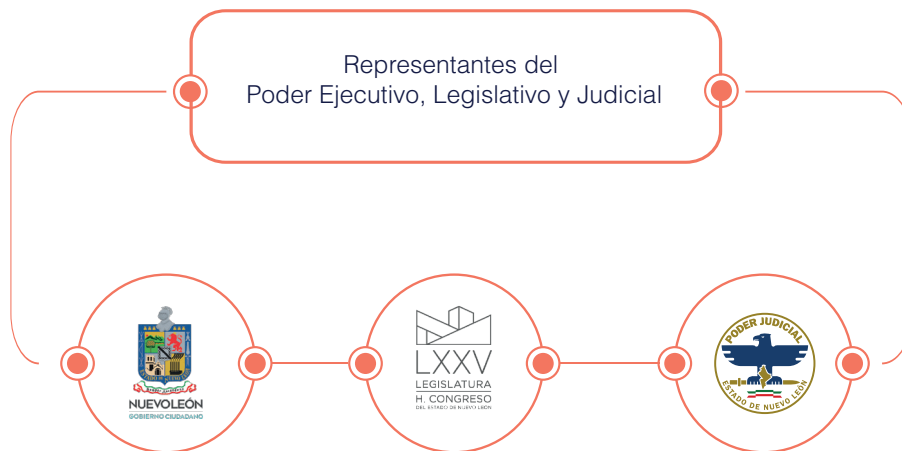 Representantes del
Poder Ejecutivo, Legislativo y Judicial
NUEVOLEÓN
GOBIERNO CIUDADANO
LXXV
LEGISLATURA
H. CONGRESO
DEL ESTADO DE NUEVO LEÓN
PODER JUDICIAL
ESTADO DE NUEVO LEÓN